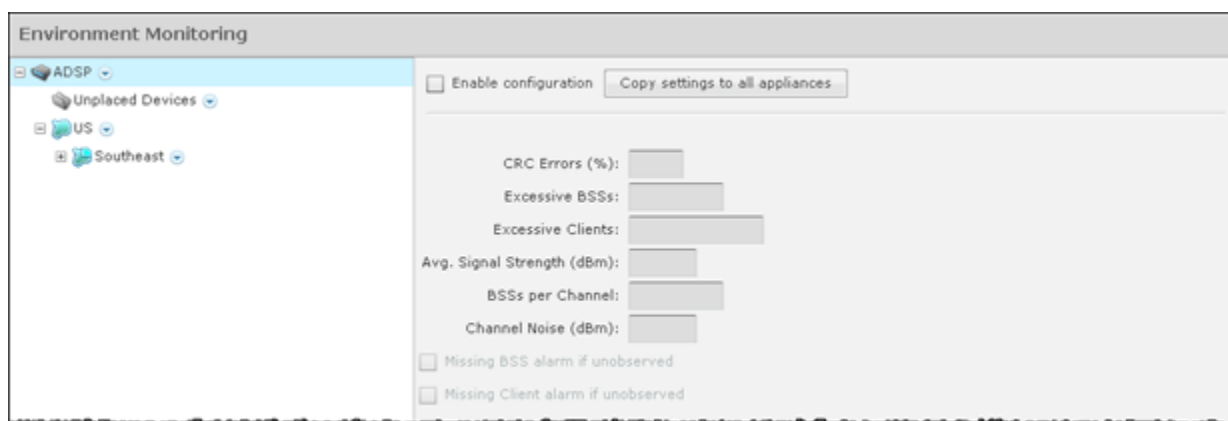 Environment Monitoring
ADSP
Unplaced Devices
US
Southeast
Enable configuration
Copy settings to all appliances
CRC Errors (%):
Excessive BSSs:
Excessive Clients:
Avg. Signal Strength (dBm):
BSSs per Channel:
Channel Noise (dBm):
Missing BSS alarm if unobserved
Missing Client alarm if unobserved